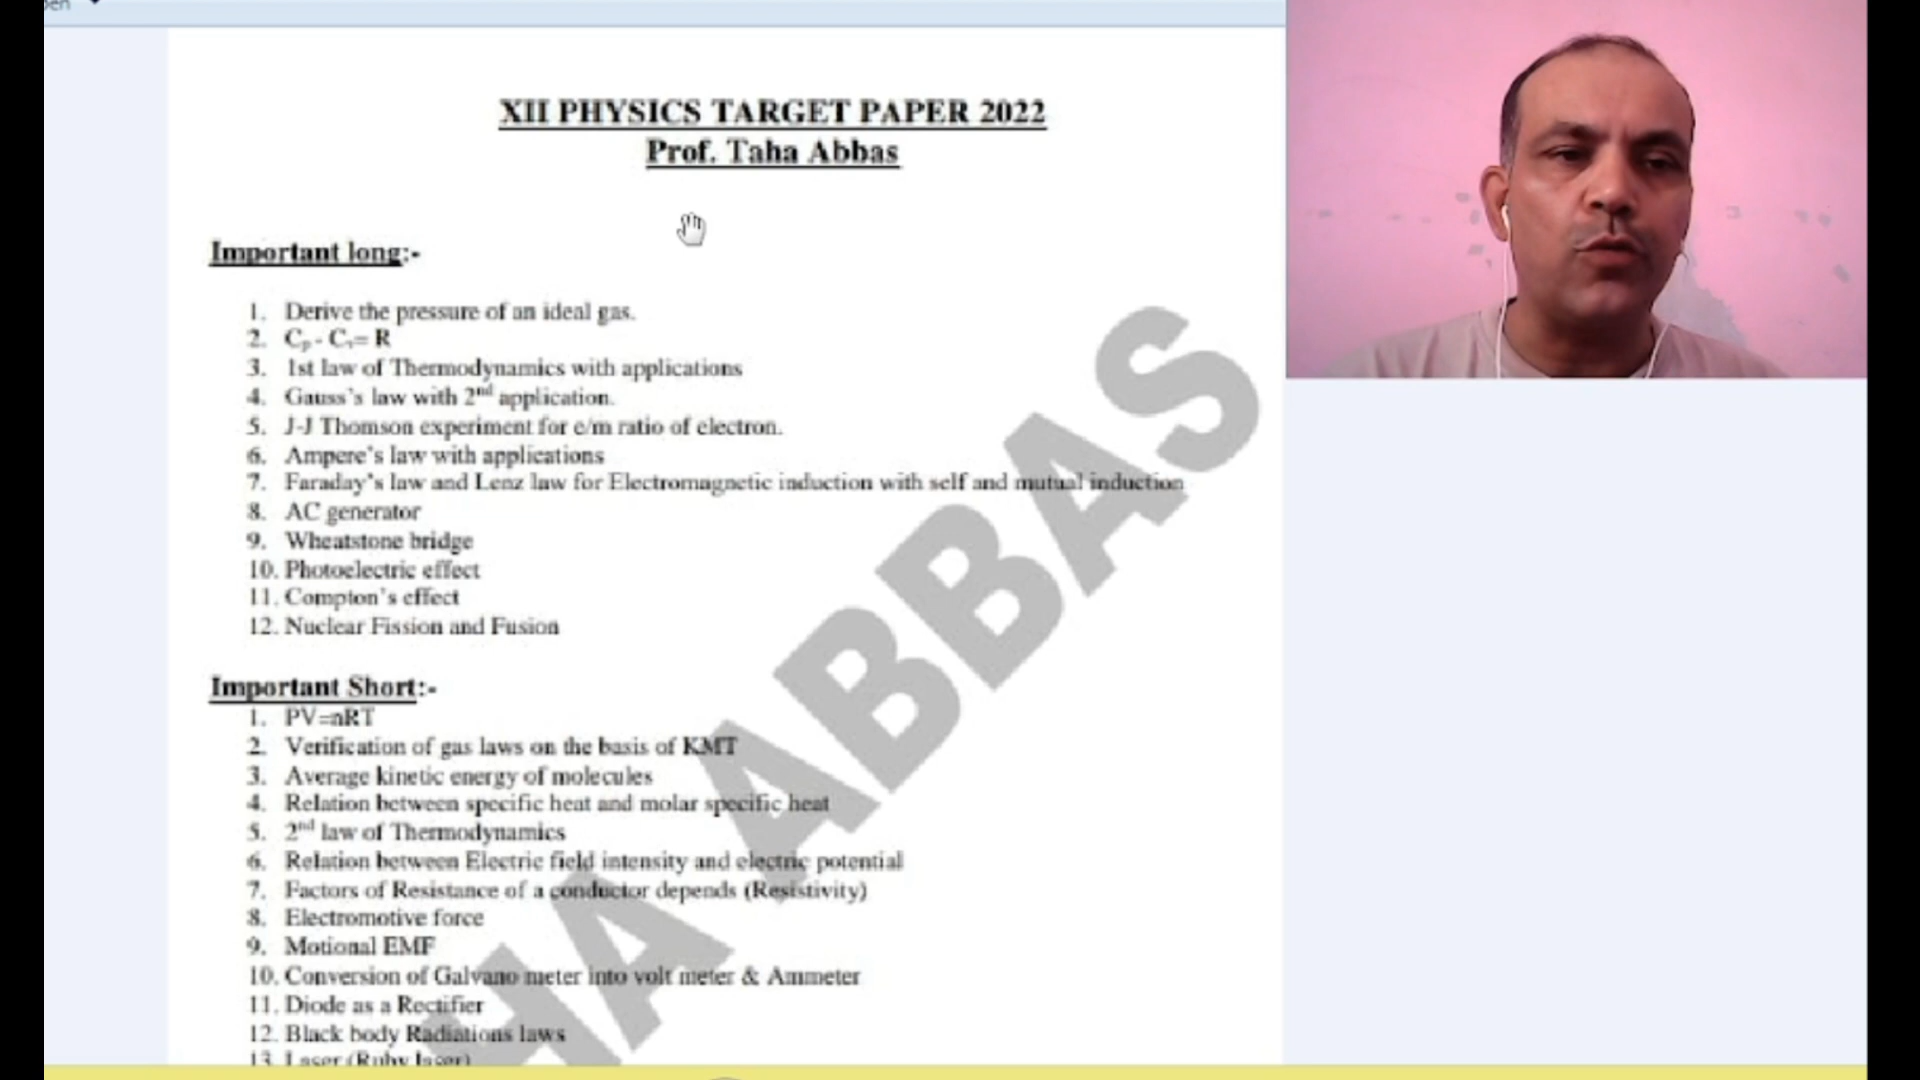 XII PHYSICS TARGET PAPER 2022
Prof. Taha Abbas
Important long:-
1. Derive the pressure of an ideal gas.
2. Cp - Cv= R
3. 1st law of Thermodynamics with applications
4. Gauss's law with 2nd application.
5. J-J Thomson experiment for e/m ratio of electron.
6. Ampere's law with applications
7. Faraday's law and Lenz law for Electromagnetic induction with self and mutual induction
8. AC generator
9. Wheatstone bridge
10. Photoelectric effect
11. Compton's effect
12. Nuclear Fission and Fusion
Important Short:-
1. PV=nRT
2. Verification of gas laws on the basis of KMT
3. Average kinetic energy of molecules
4. Relation between specific heat and molar specific heat
5. 2nd law of Thermodynamics
6. Relation between Electric field intensity and electric potential
7. Factors of Resistance of a conductor depends (Resistivity)
8. Electromotive force
9. Motional EMF
10. Conversion of Galvano meter into volt meter & Ammeter
11. Diode as a Rectifier
12. Black body Radiations laws
13. Laser (Ruby laser)
HA ABBAS